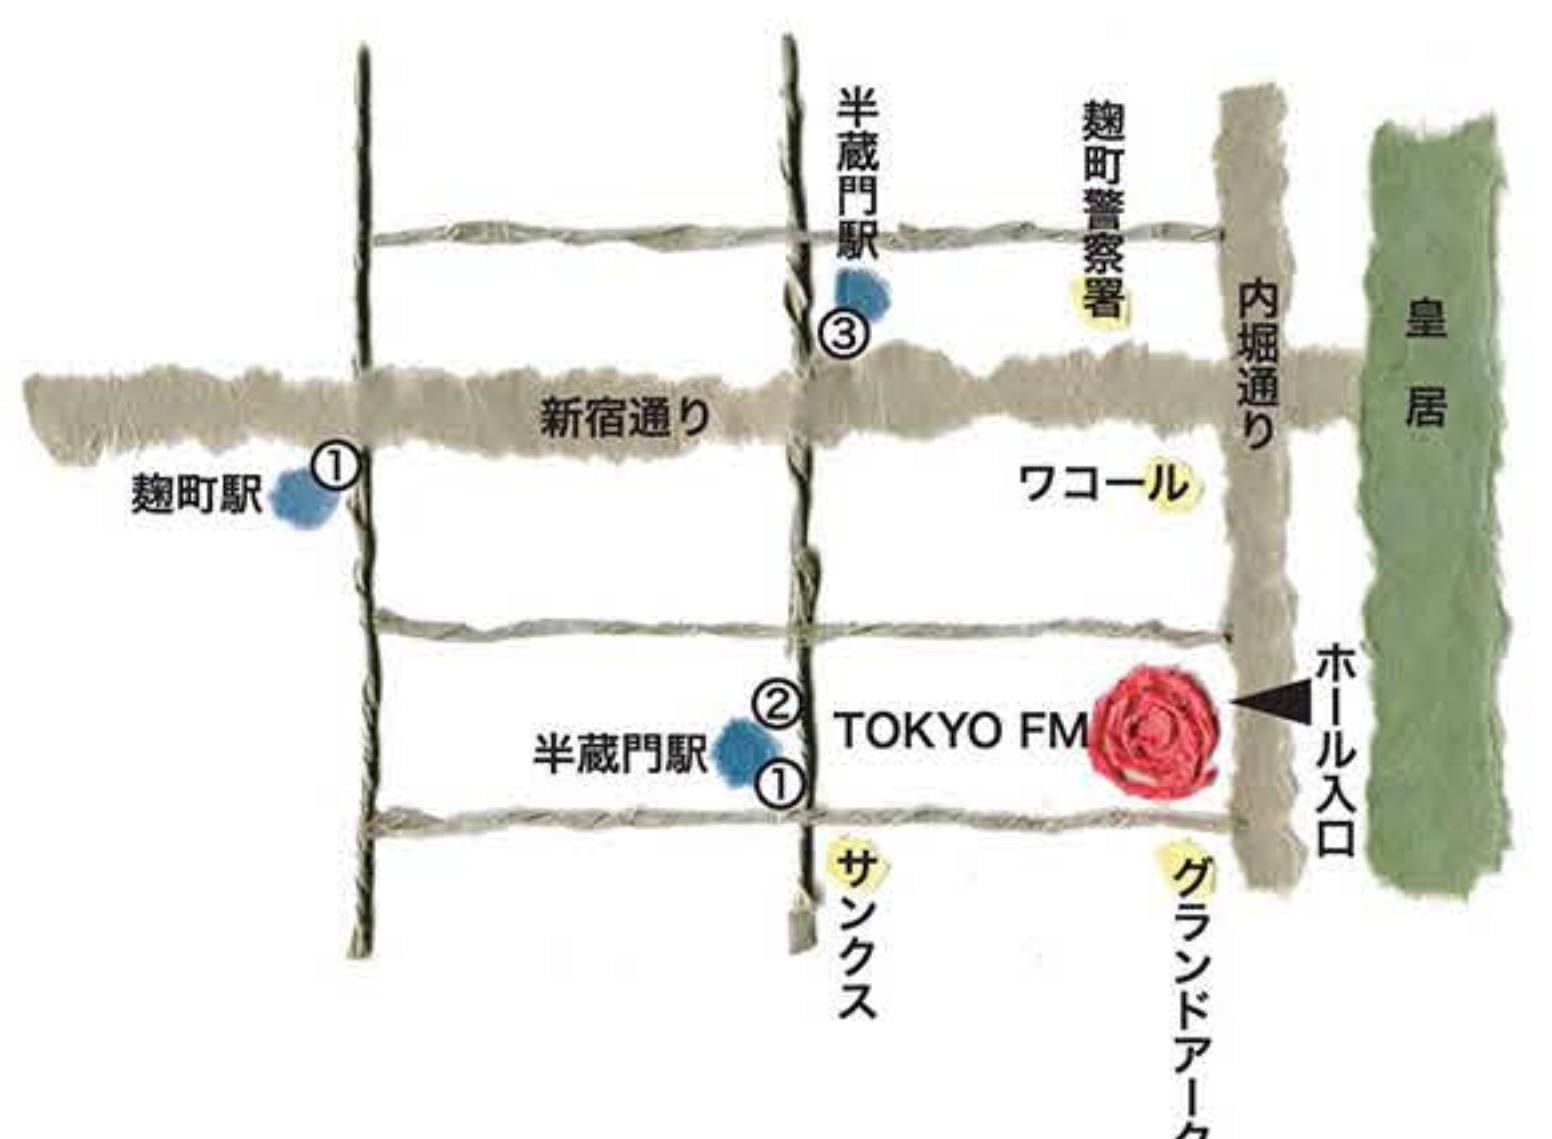 半蔵門駅
③
麹町警察署
内堀通り
皇居
新宿通り
①
麹町駅
ワコール
ホール入口
②
TOKYO FM
半蔵門駅
①
サンクス
グランドアーク